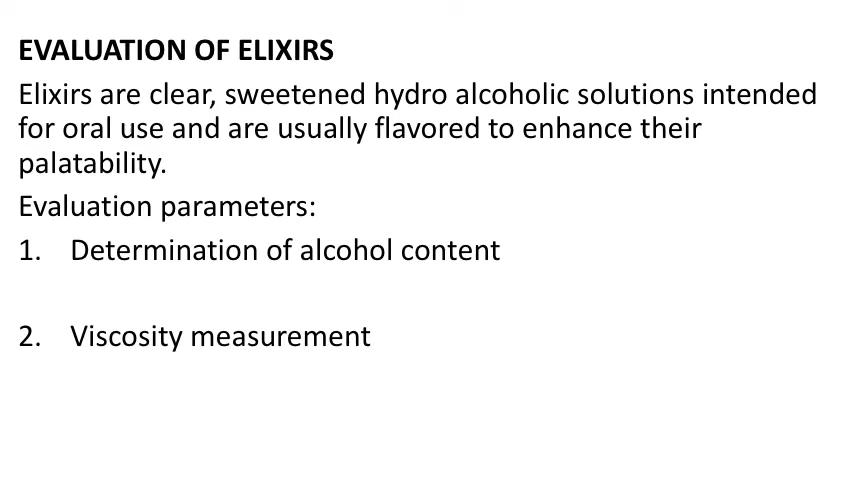 EVALUATION OF ELIXIRS
Elixirs are clear, sweetened hydro alcoholic solutions intended
for oral use and are usually flavored to enhance their
palatability.
Evaluation parameters:
1. Determination of alcohol content
2. Viscosity measurement